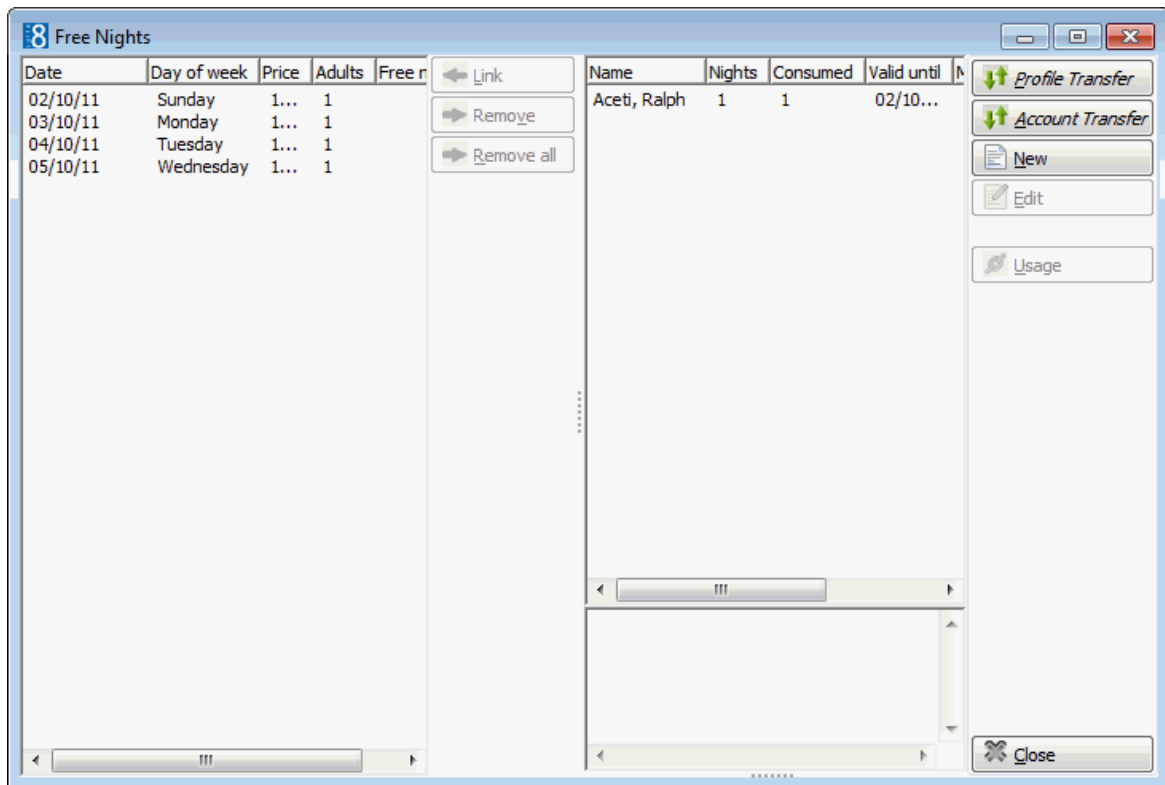 8 Free Nights
Date Day of week Price Adults Free n
02/10/11 Sunday 1... 1
03/10/11 Monday 1... 1
04/10/11 Tuesday 1... 1
05/10/11 Wednesday 1... 1
Link
Remove
Remove all
Name Nights Consumed Valid until M
Aceti, Ralph 1 1 02/10...
Profile Transfer
Account Transfer
New
Edit
Usage
Close